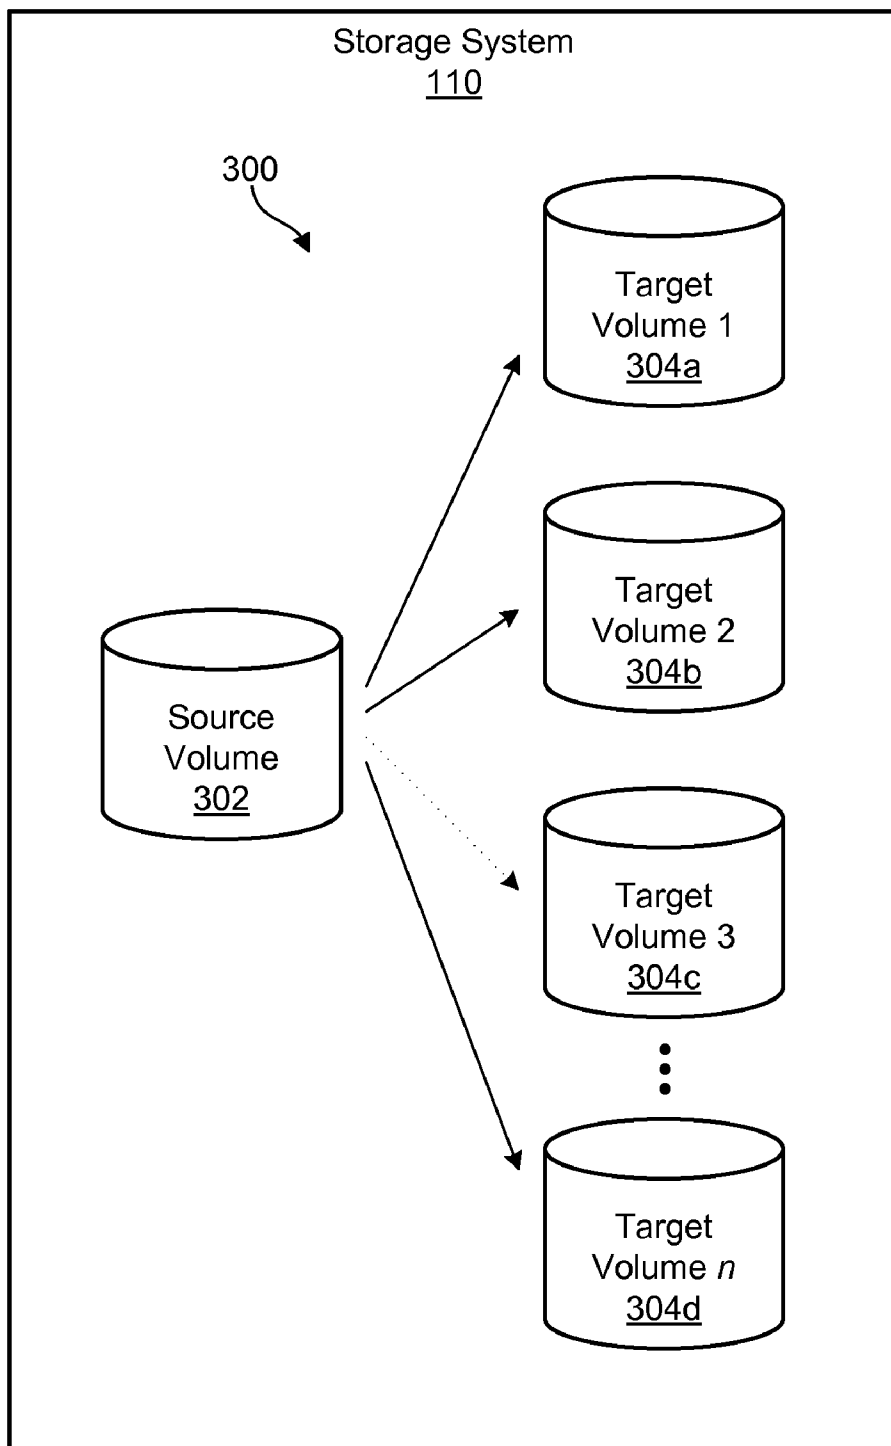 Storage System
110
300
Target
Volume 1
304a
Target
Volume 2
304b
Source
Volume
302
Target
Volume 3
304c
Target
Volume n
304d